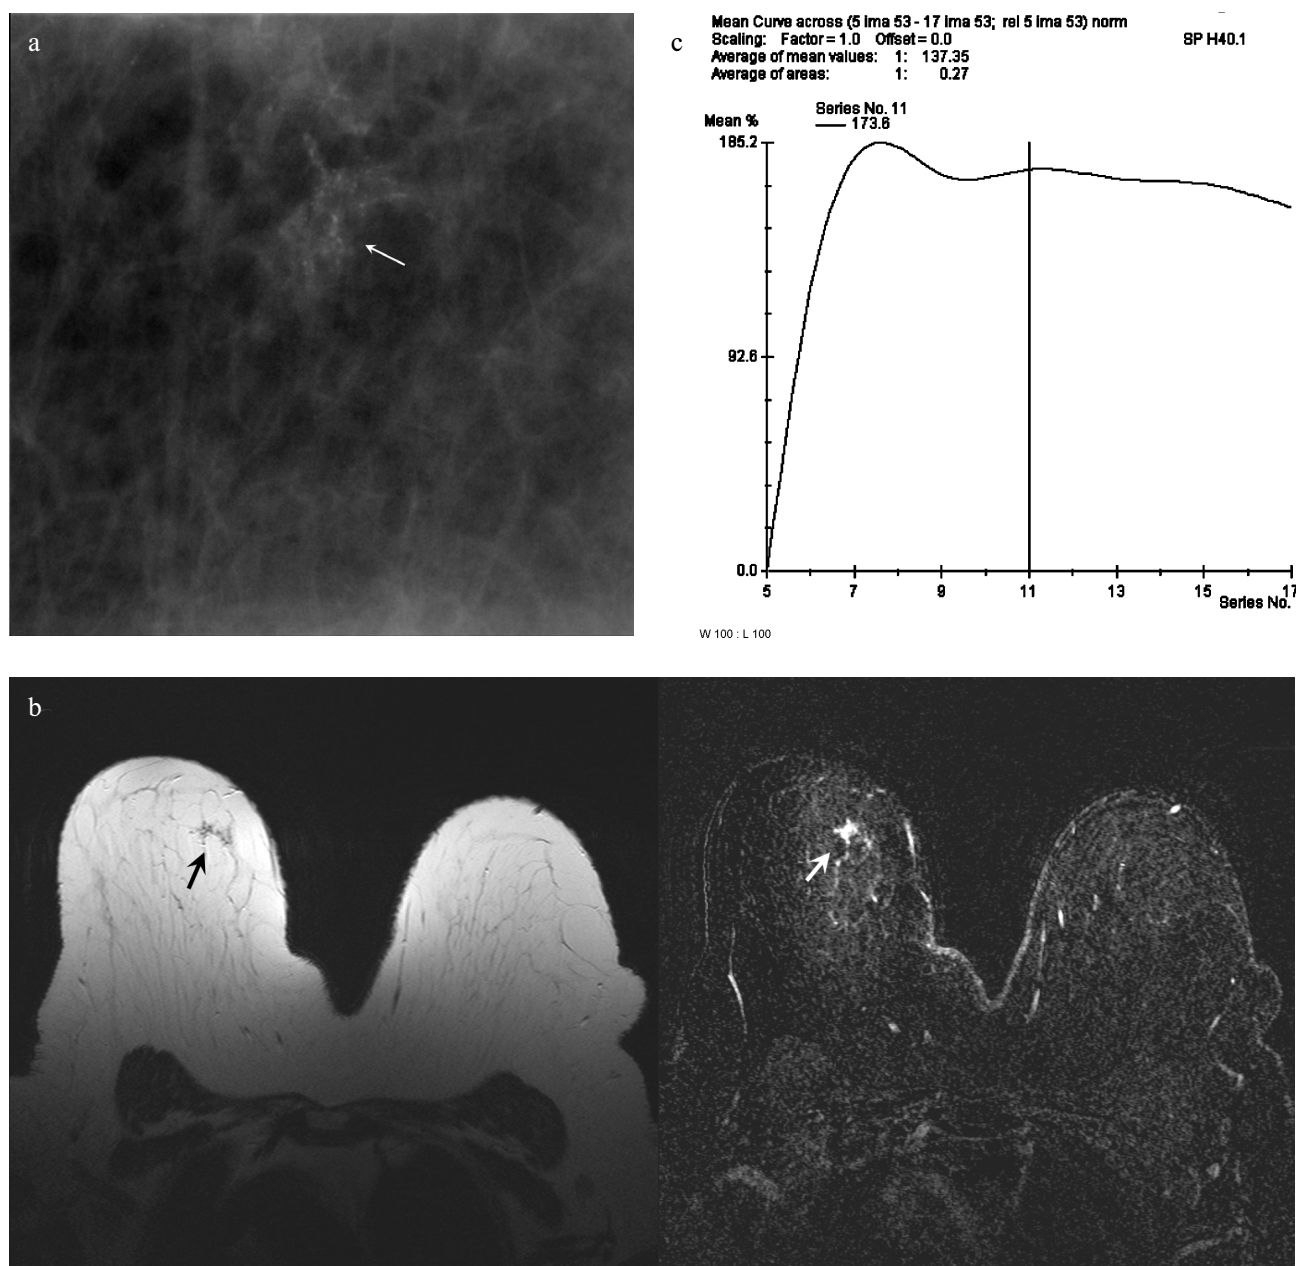 a
c
Mean Curve across (5 ima 53 - 17 ima 53; rel 5 ima 53) norm
Scaling: Factor = 1.0 Offset = 0.0
SP H40.1
Average of mean values: 1: 137.35
Average of areas: 1: 0.27
Series No. 11
Mean %
173.6
185.2
92.6
0.0
5 7 9 11 13 15 17
Series No.
W 100 : L 100
b